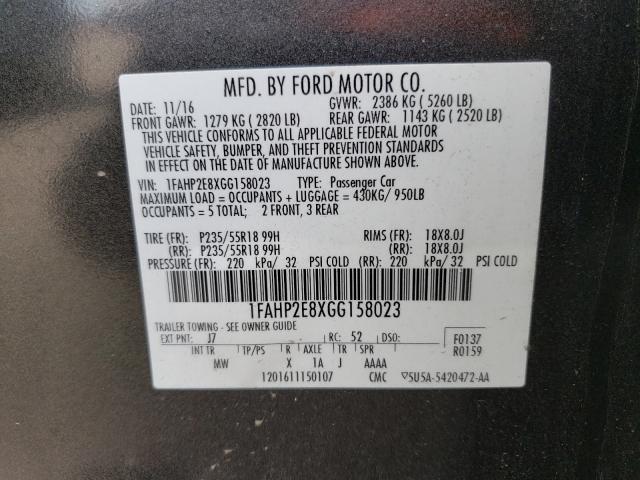 MFD. BY FORD MOTOR CO.
DATE: 11/16 GVWR: 2386 KG ( 5260 LB)
FRONT GAWR: 1279 KG ( 2820 LB) REAR GAWR: 1143 KG ( 2520 LB)
THIS VEHICLE CONFORMS TO ALL APPLICABLE FEDERAL MOTOR
VEHICLE SAFETY, BUMPER, AND THEFT PREVENTION STANDARDS
IN EFFECT ON THE DATE OF MANUFACTURE SHOWN ABOVE.
VIN: 1FAHP2E8XGG158023 TYPE: Passenger Car
MAXIMUM LOAD = OCCUPANTS + LUGGAGE = 430KG/ 950LB
OCCUPANTS = 5 TOTAL; 2 FRONT, 3 REAR
TIRE (FR): P235/55R18 99H RIMS (FR): 18X8.0J
(RR): P235/55R18 99H (RR): 18X8.0J
PRESSURE (FR): 220 kPa/ 32 PSI COLD (RR): 220 kPa/ 32 PSI COLD
1FAHP2E8XGG158023
TRAILER TOWING - SEE OWNER GUIDE
EXT PNT: J7 RC: 52 DSO: F0137
INT TR TP/PS R AXLE TR SPR R0159
MW X 1A J AAAA
1201611150107 CMC ▽5U5A-5420472-AA